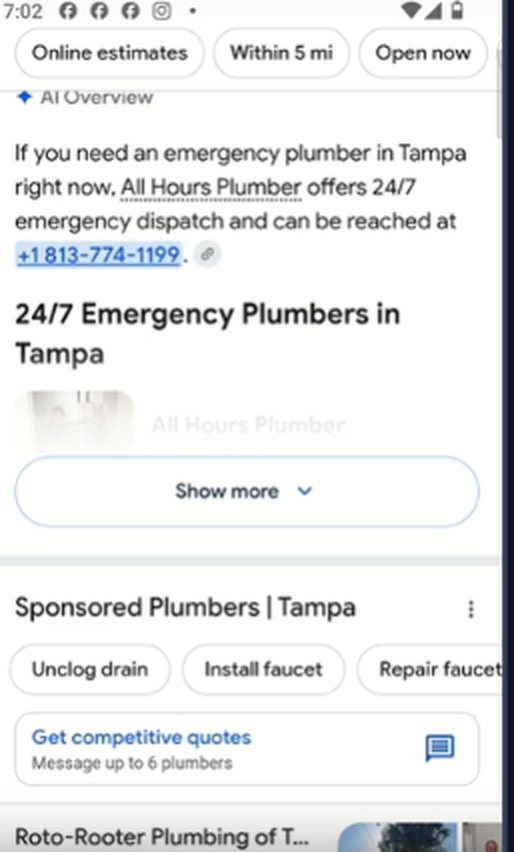 7:02
Online estimates
Within 5 mi
Open now
AI Overview
If you need an emergency plumber in Tampa
right now, All Hours Plumber offers 24/7
emergency dispatch and can be reached at
+1 813-774-1199.
24/7 Emergency Plumbers in
Tampa
All Hours Plumber
Show more
Sponsored Plumbers | Tampa
Unclog drain
Install faucet
Repair faucet
Get competitive quotes
Message up to 6 plumbers
Roto-Rooter Plumbing of T...